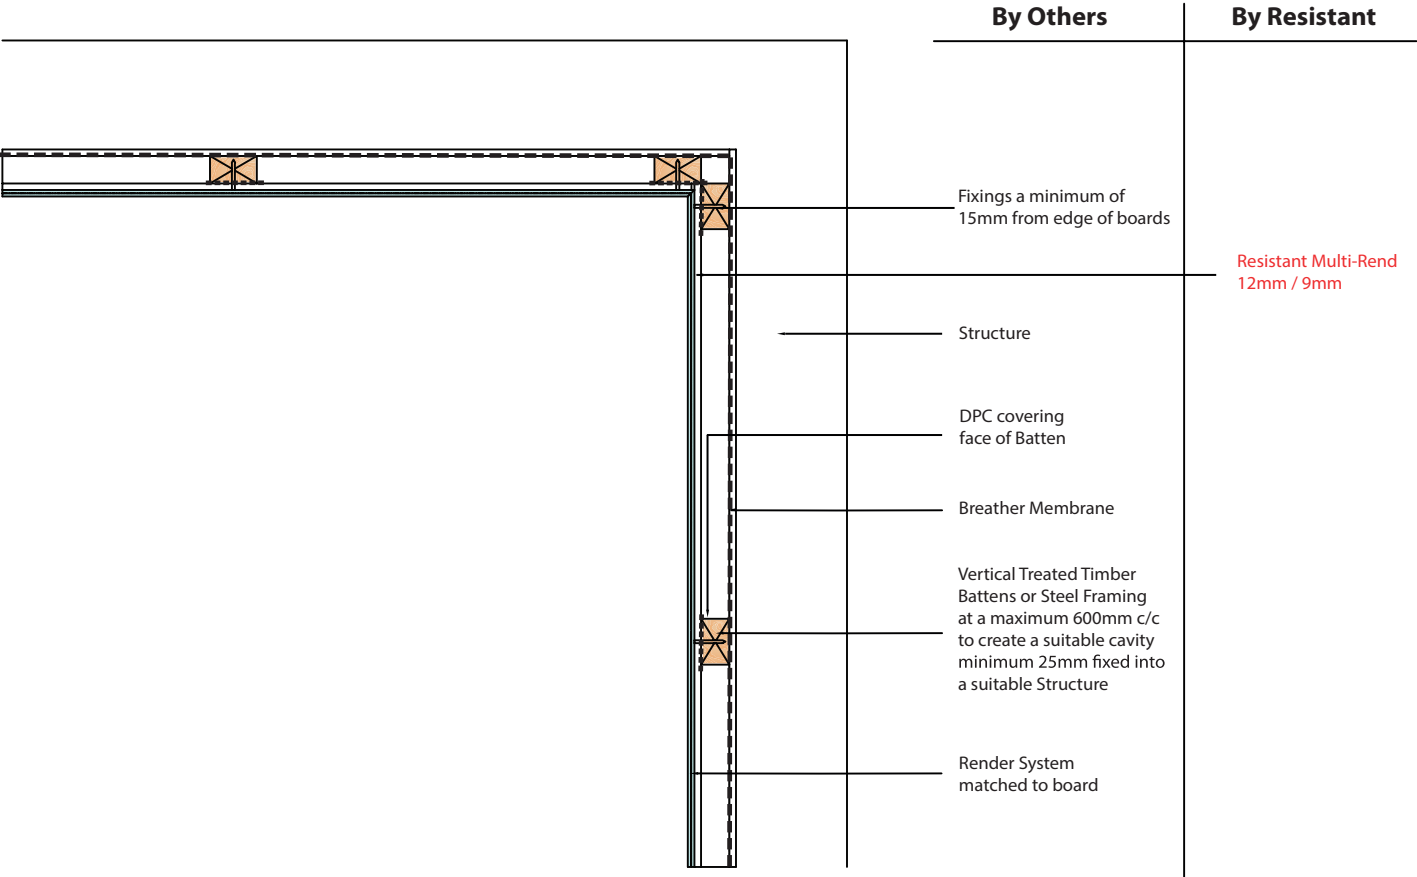 By Others
By Resistant
Fixings a minimum of
15mm from edge of boards
Resistant Multi-Rend
12mm / 9mm
Structure
DPC covering
face of Batten
Breather Membrane
Vertical Treated Timber
Battens or Steel Framing
at a maximum 600mm c/c
to create a suitable cavity
minimum 25mm fixed into
a suitable Structure
Render System
matched to board